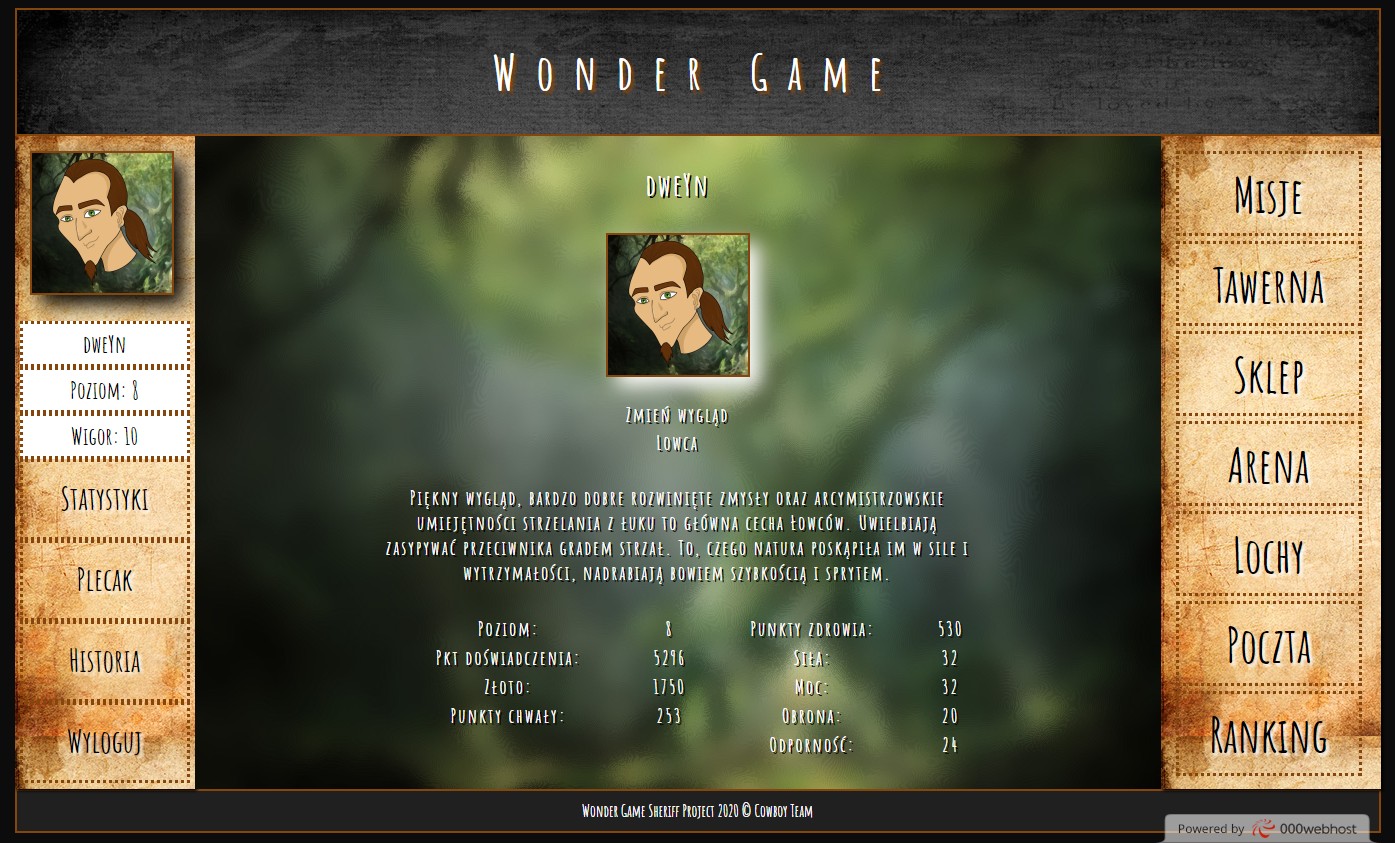 Wonder Game
dweYn
Poziom: 8
Wigor: 10
Statystyki
Plecak
Historia
Wyloguj
dweYn
Zmień wygląd
Lowca
Piękny wygląd, bardzo dobre rozwinięte zmysły oraz arcymistrzowskie
umiejętności strzelania z łuku to główna cecha Łowców. Uwielbiają
zasypywać przeciwnika gradem strzał. To, czego natura poskąpiła im w sile i
wytrzymałości, nadrabiają bowiem szybkością i sprytem.
Poziom: 8 Punkty zdrowia: 530
Pkt doświadczenia: 5296 Siła: 32
Złoto: 1750 Moc: 32
Punkty chwały: 253 Obrona: 20
Odporność: 24
Misje
Tawerna
Sklep
Arena
Lochy
Poczta
Ranking
Wonder Game Sheriff Project 2020 © Cowboy Team
Powered by 000webhost